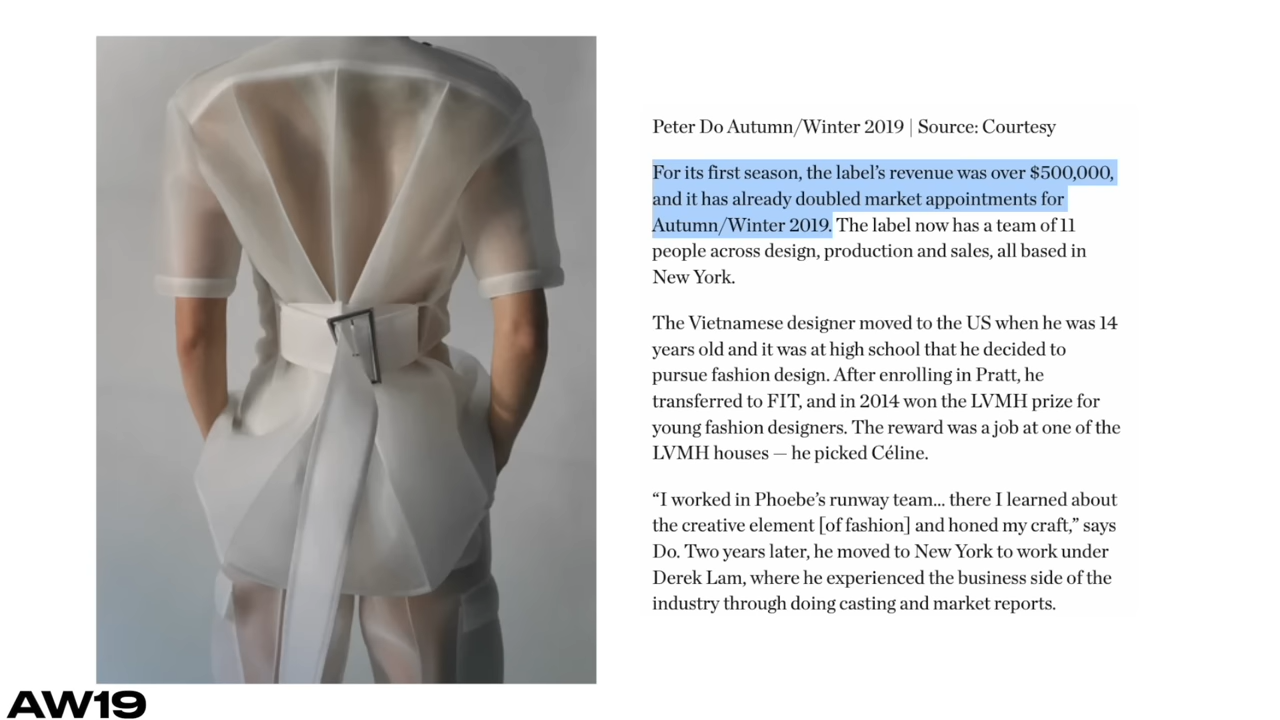 Peter Do Autumn/Winter 2019 | Source: Courtesy
For its first season, the label’s revenue was over $500,000,
and it has already doubled market appointments for
Autumn/Winter 2019. The label now has a team of 11
people across design, production and sales, all based in
New York.
The Vietnamese designer moved to the US when he was 14
years old and it was at high school that he decided to
pursue fashion design. After enrolling in Pratt, he
transferred to FIT, and in 2014 won the LVMH prize for
young fashion designers. The reward was a job at one of the
LVMH houses — he picked Céline.
“I worked in Phoebe’s runway team... there I learned about
the creative element [of fashion] and honed my craft,” says
Do. Two years later, he moved to New York to work under
Derek Lam, where he experienced the business side of the
industry through doing casting and market reports.
AW19